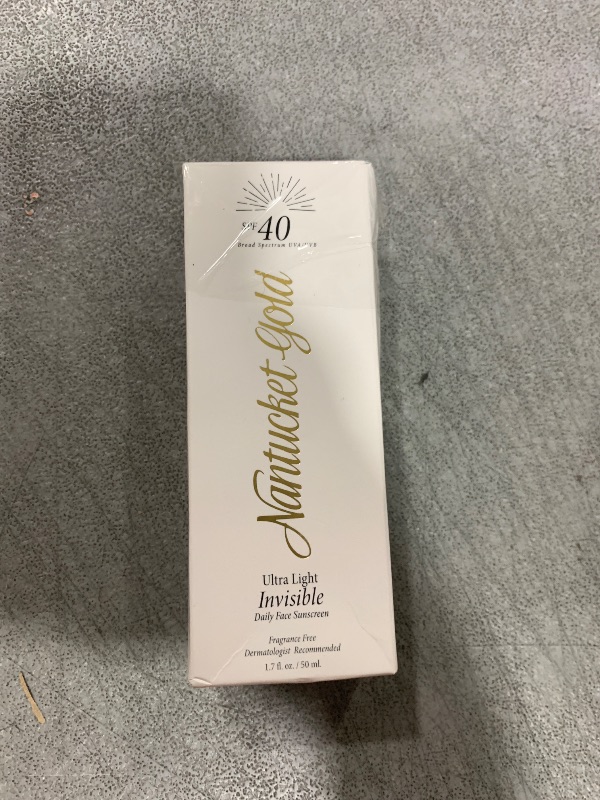 SPF 40
Broad Spectrum UVA/UVB
Nantucket Gold
Ultra Light
Invisible
Daily Face Sunscreen
Fragrance Free
Dermatologist Recommended
1.7 fl. oz. / 50 ml.